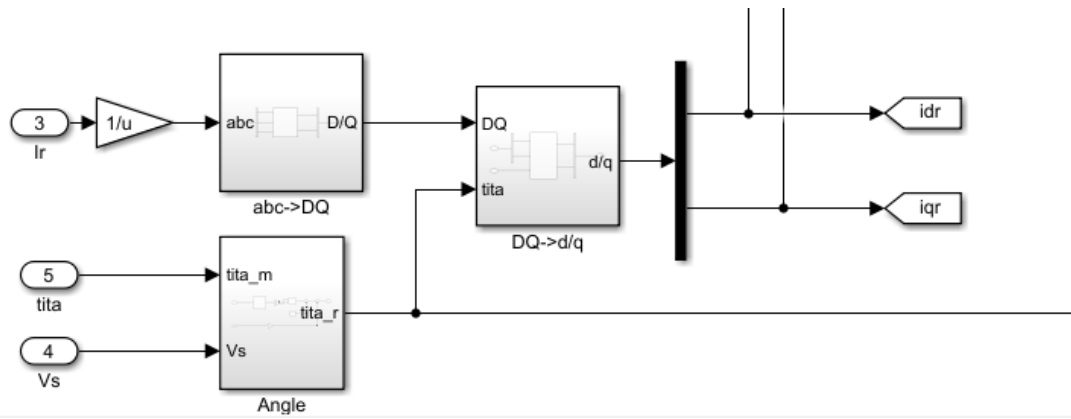 3
Ir
1/u
abc
D/Q
abc->DQ
DQ
tita
d/q
DQ->d/q
idr
iqr
5
tita
4
Vs
tita_m
Vs
tita_r
Angle